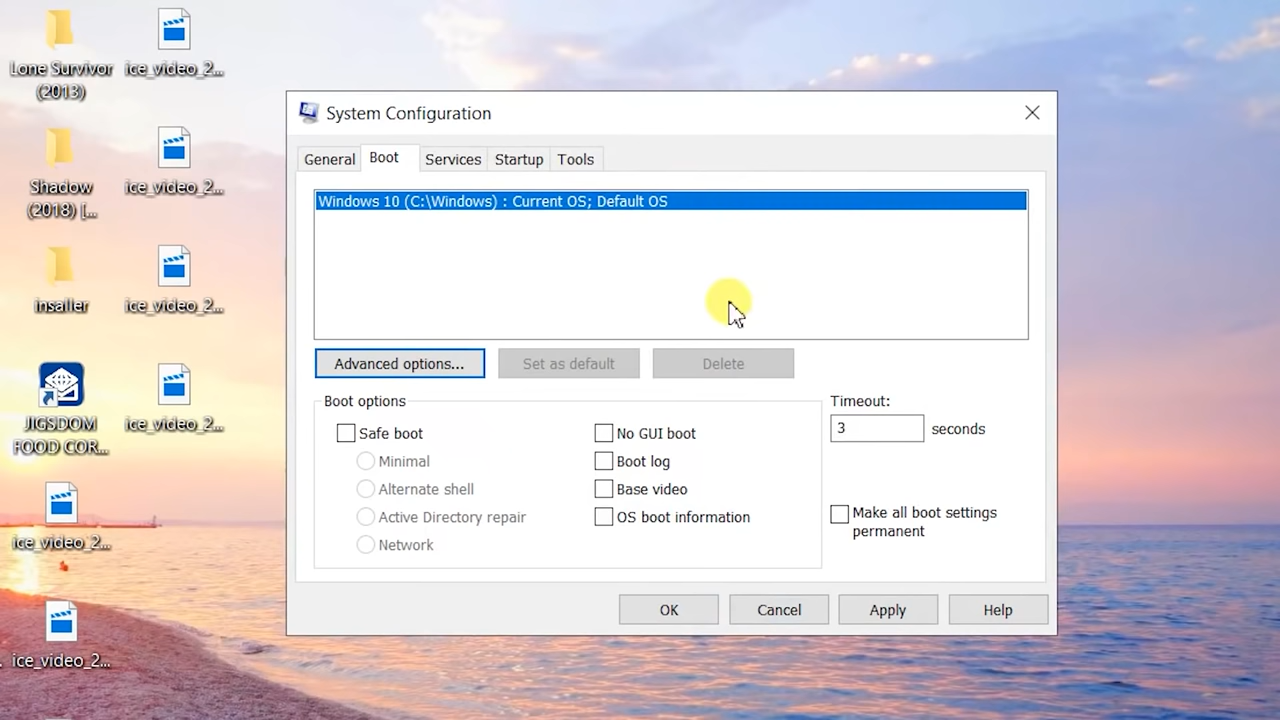 Lone Survivor
(2013)
ice_video_2...
Shadow
(2018) [...
ice_video_2...
insaller
ice_video_2...
JIGSDOM
FOOD COR...
ice_video_2...
ice_video_2...
ice_video_2...
System Configuration
General
Boot
Services
Startup
Tools
Windows 10 (C:\Windows) : Current OS; Default OS
Advanced options...
Set as default
Delete
Boot options
Safe boot
Minimal
Alternate shell
Active Directory repair
Network
No GUI boot
Boot log
Base video
OS boot information
Timeout:
3 seconds
Make all boot settings
permanent
OK
Cancel
Apply
Help